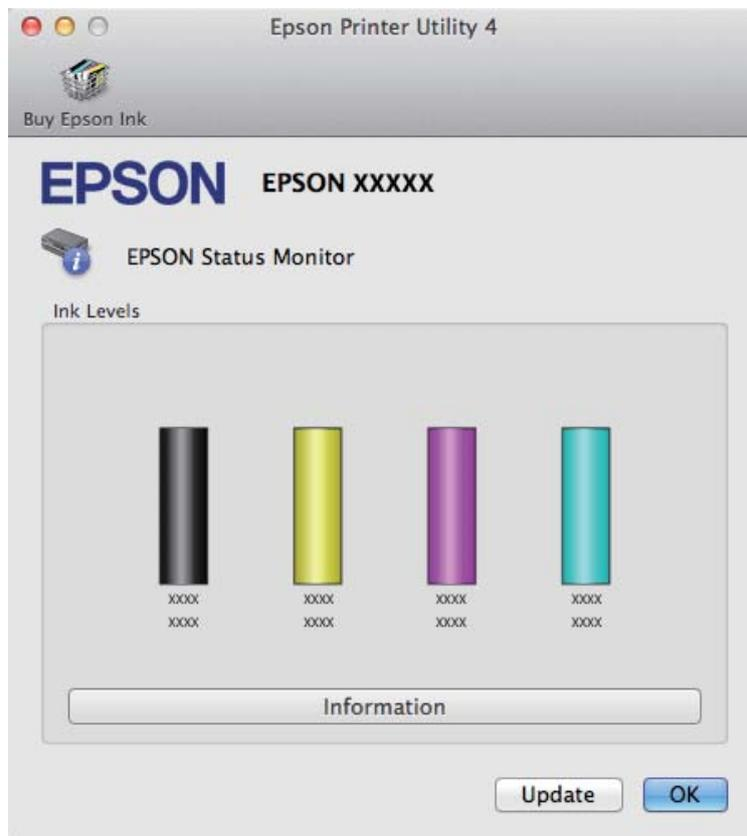 Epson Printer Utility 4
Buy Epson Ink
EPSON EPSON XXXXX
EPSON Status Monitor
Ink Levels
XXXX XXXX XXXX XXXX
XXXX XXXX XXXX XXXX
Information
Update OK